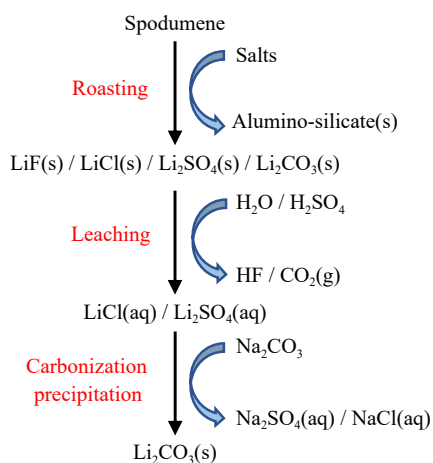 Spodumene
Salts
Roasting
Alumino-silicate(s)
LiF(s) / LiCl(s) / Li₂SO₄(s) / Li₂CO₃(s)
H₂O / H₂SO₄
Leaching
HF / CO₂(g)
LiCl(aq) / Li₂SO₄(aq)
Na₂CO₃
Carbonization
precipitation
Na₂SO₄(aq) / NaCl(aq)
Li₂CO₃(s)